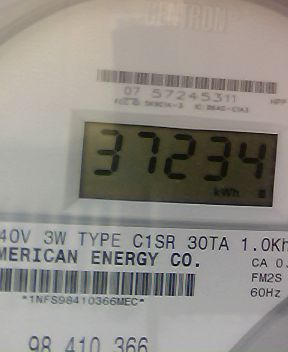 CENTRON
07 57245311
37234
kWh
40V 3W TYPE C1SR 30TA 1.0Kh
MERICAN ENERGY CO.
CA 0.
FM2S
60Hz
*1NFS98410366MEC*
98 410 366